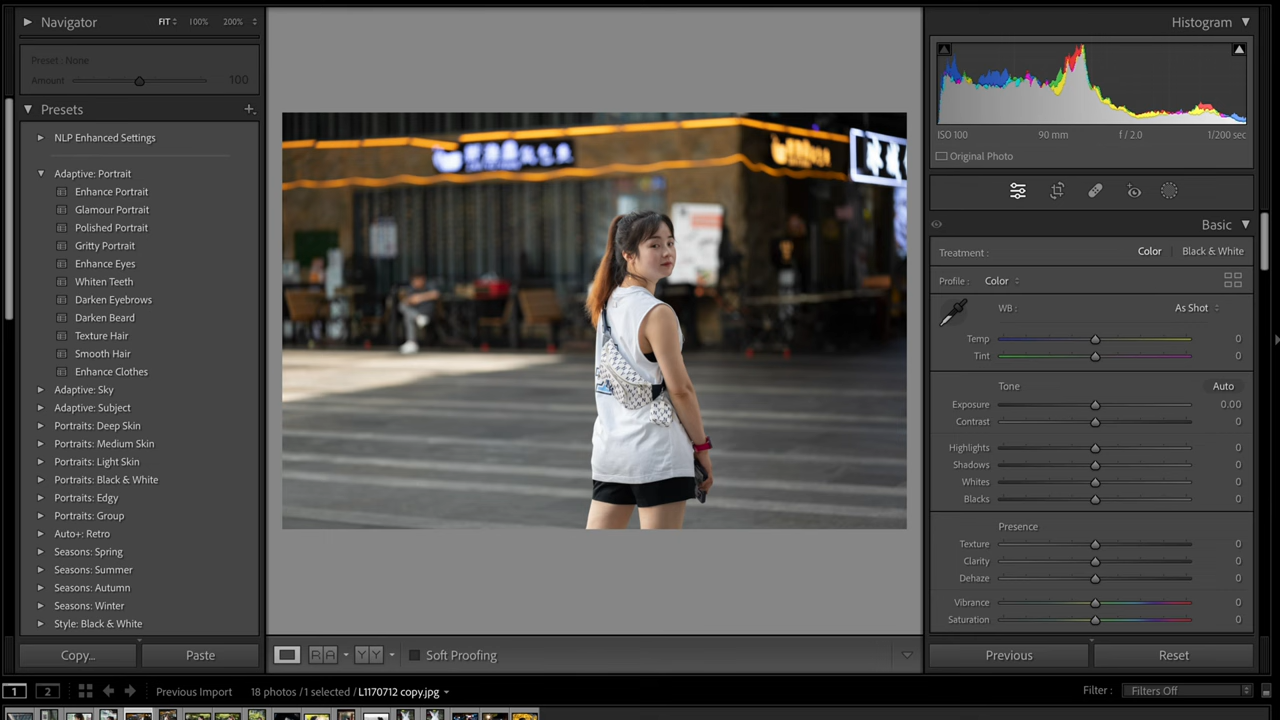 Navigator
FIT 100% 200%
Preset : None
Amount 100
Presets
NLP Enhanced Settings
Adaptive: Portrait
Enhance Portrait
Glamour Portrait
Polished Portrait
Gritty Portrait
Enhance Eyes
Whiten Teeth
Darken Eyebrows
Darken Beard
Texture Hair
Smooth Hair
Enhance Clothes
Adaptive: Sky
Adaptive: Subject
Portraits: Deep Skin
Portraits: Medium Skin
Portraits: Light Skin
Portraits: Black & White
Portraits: Edgy
Portraits: Group
Auto+: Retro
Seasons: Spring
Seasons: Summer
Seasons: Autumn
Seasons: Winter
Style: Black & White
Copy... Paste
R A Y Y Soft Proofing
Histogram
ISO 100 90 mm f / 2.0 1/200 sec
Original Photo
Basic
Treatment : Color Black & White
Profile : Color
WB : As Shot
Temp 0
Tint 0
Tone Auto
Exposure 0.00
Contrast 0
Highlights 0
Shadows 0
Whites 0
Blacks 0
Presence
Texture 0
Clarity 0
Dehaze 0
Vibrance 0
Saturation 0
Previous Reset
1 2 Previous Import 18 photos / 1 selected / L1170712 copy.jpg Filter : Filters Off